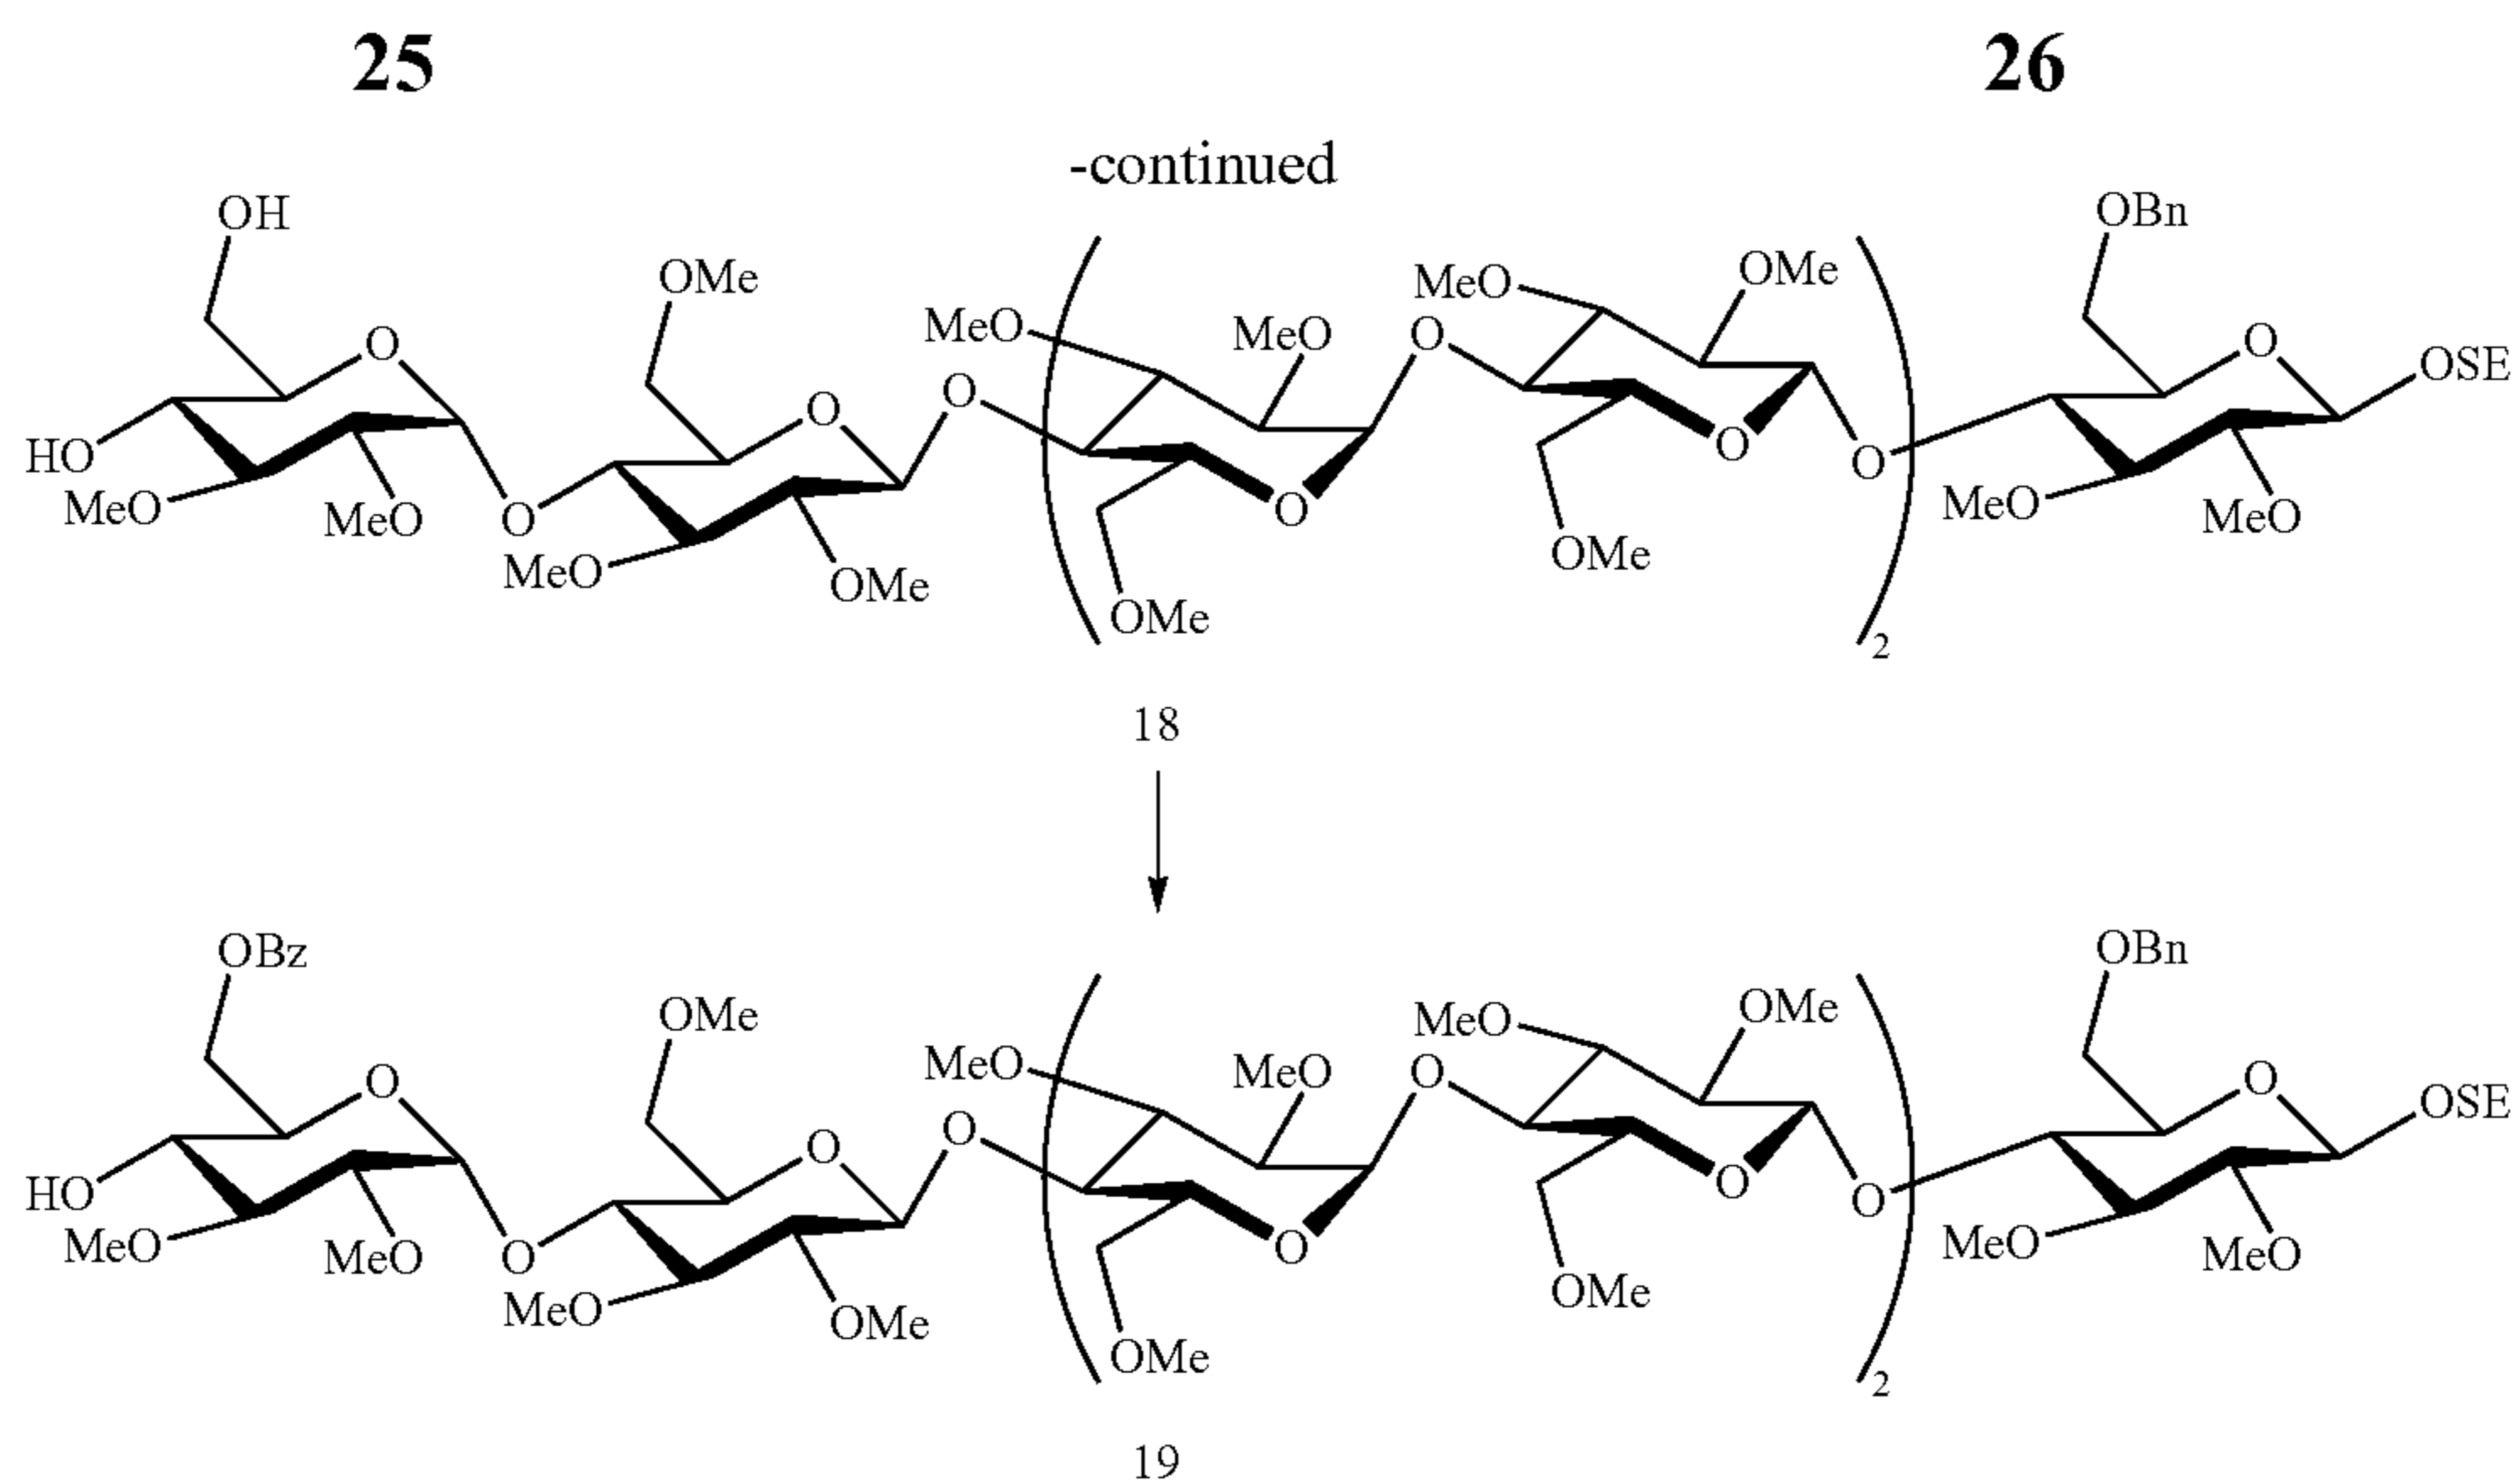 25 26
-continued
OH OBn
OMe MeO OMe
MeO MeO O
O O O OSE
O O
HO O O
MeO MeO O O OMe MeO MeO
MeO OMe
OMe
2
18
OBz OBn
OMe MeO OMe
MeO MeO O
O O O OSE
O O
HO O O
MeO MeO O O OMe MeO MeO
MeO OMe
OMe
2
19